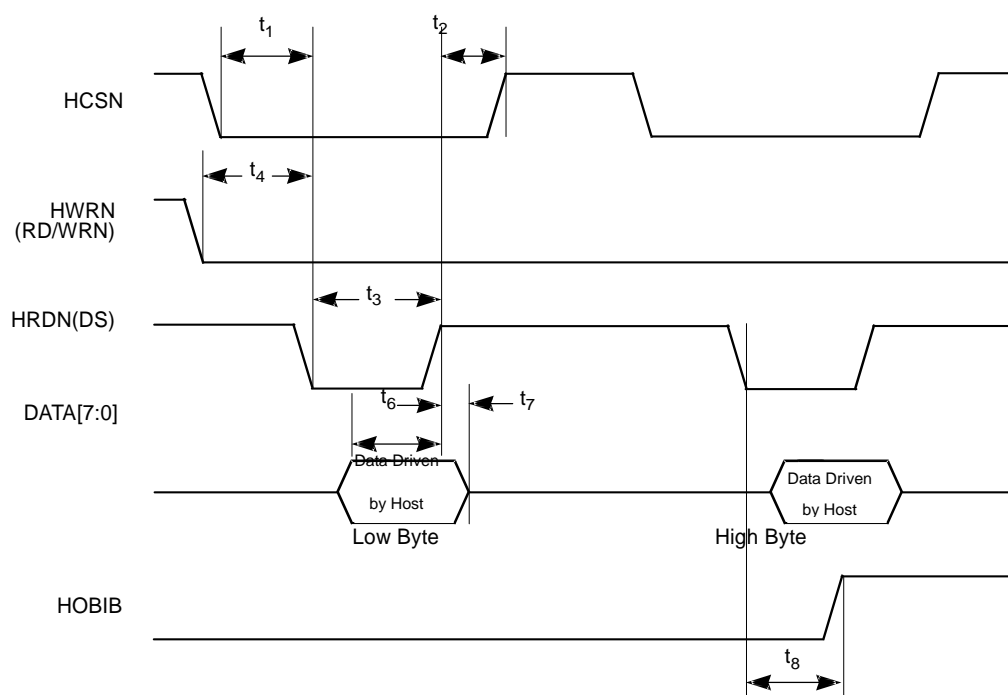 t1
t2
HCSN
t4
HWRN
(RD/WRN)
t3
HRDN(DS)
t6
t7
DATA[7:0]
Data Driven
by Host
Data Driven
by Host
Low Byte
High Byte
HOBIB
t8